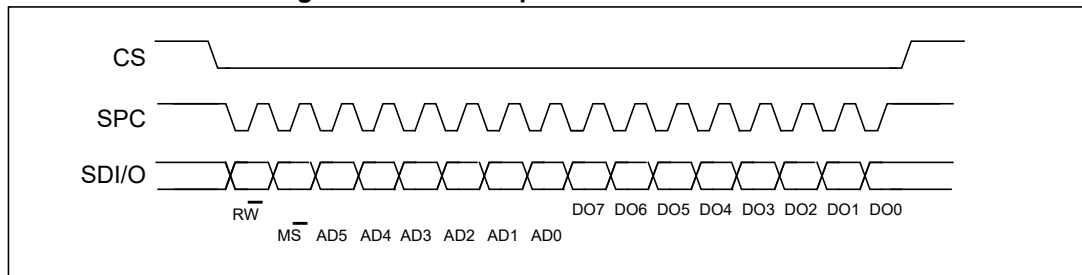 CS
SPC
SDI/O
RW DO7 DO6 DO5 DO4 DO3 DO2 DO1 DO0
MS AD5 AD4 AD3 AD2 AD1 AD0